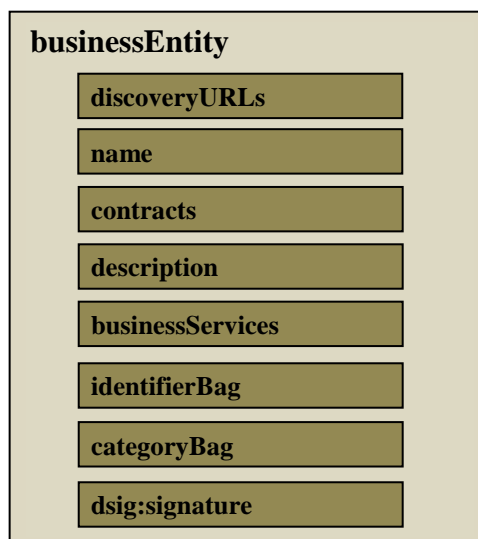 businessEntity
discoveryURLs
name
contracts
description
businessServices
identifierBag
categoryBag
dsig:signature